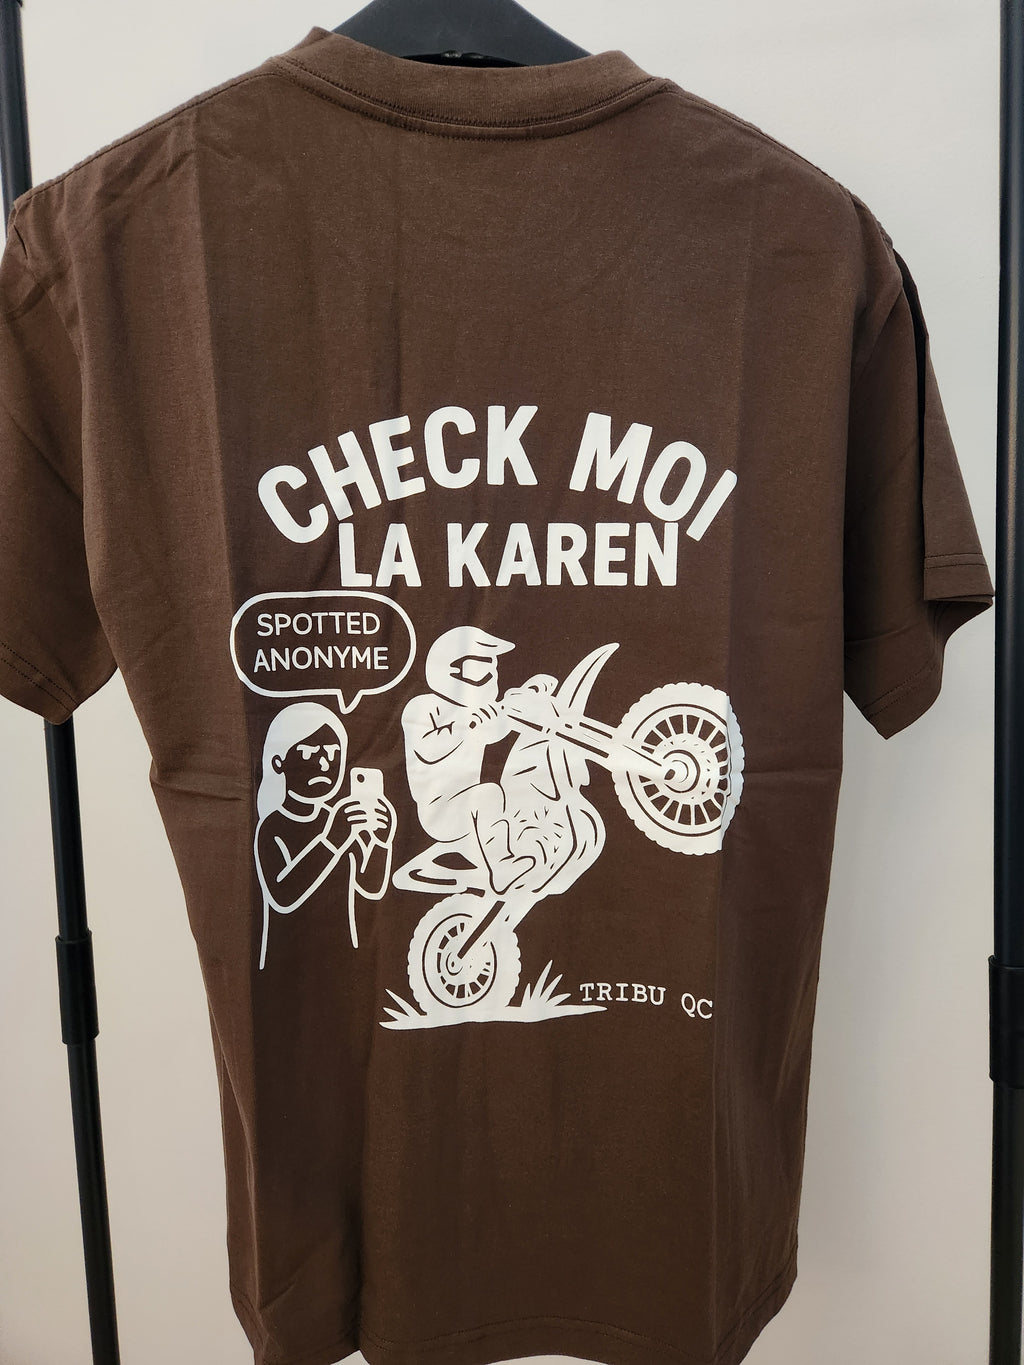 CHECK MOI
LA KAREN
SPOTTED
ANONYME
TRIBU QC